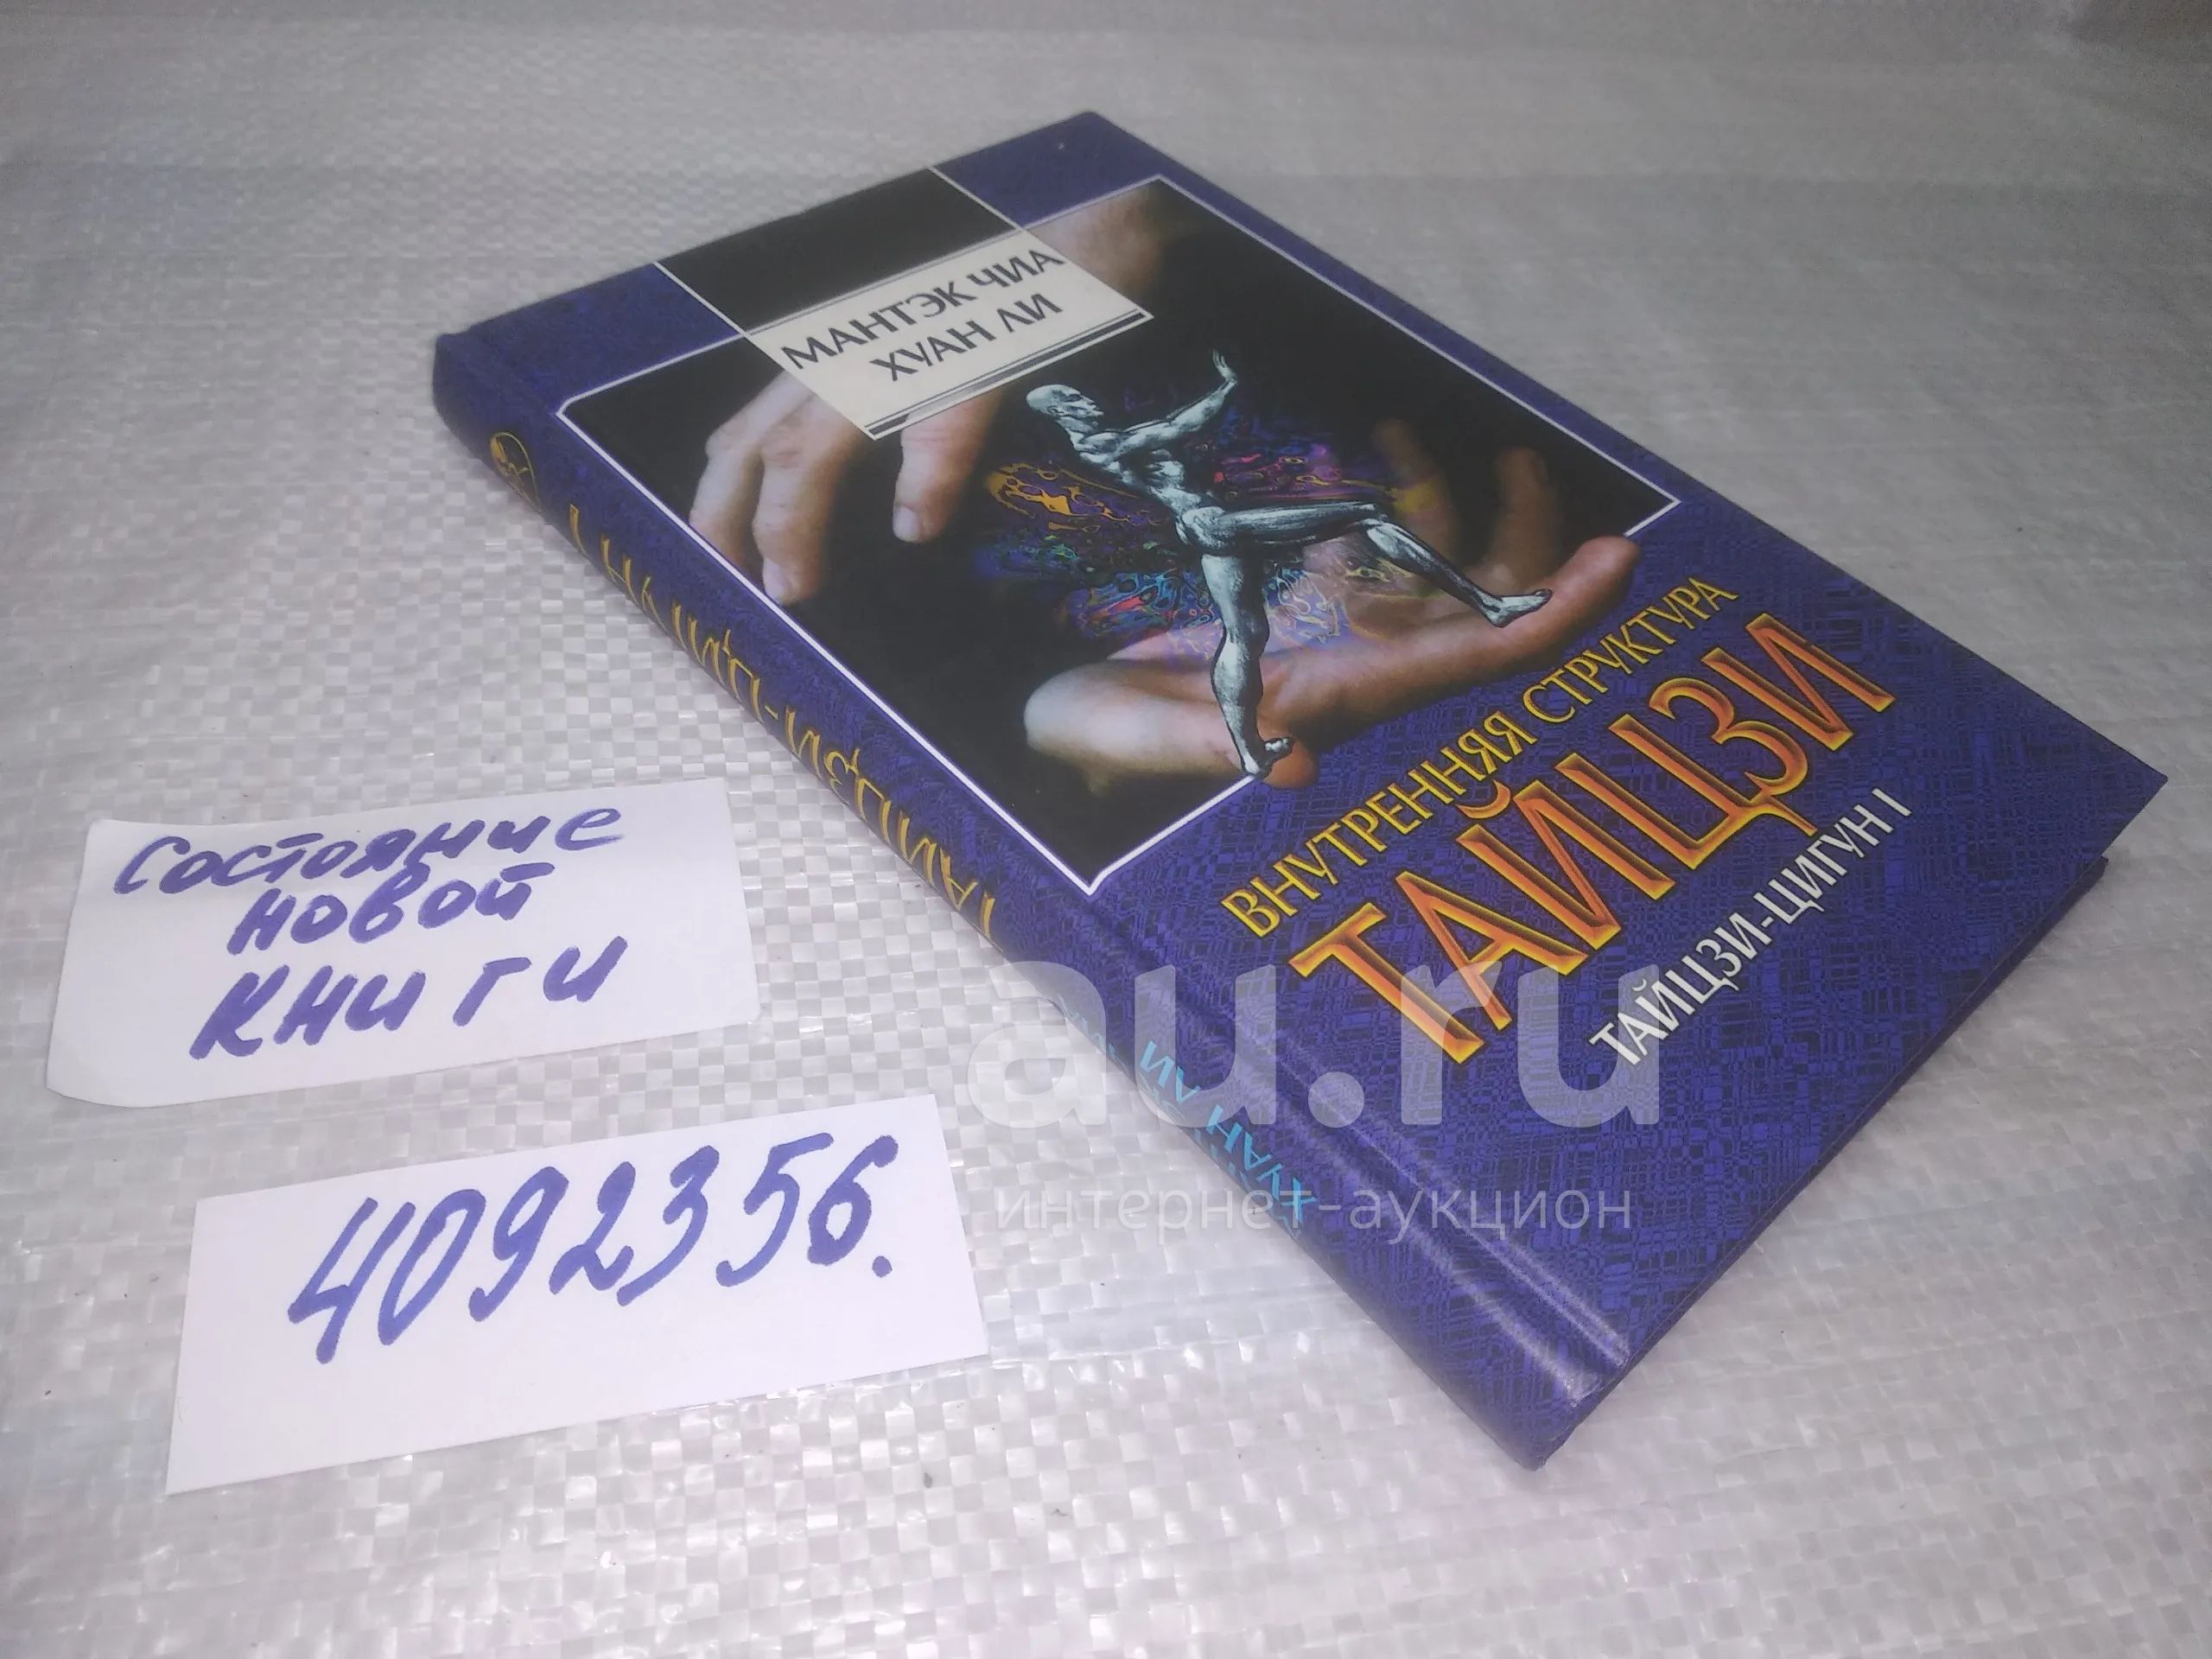 МАНТЭК ЧИА
ХУАН ЛИ
ВНУТРЕННЯЯ СТРУКТУРА
ТАЙЦЗИ
ТАЙЦЗИ-ЦИГУН I
ТАЙЦЗИ-ЦИГУН I
ХУАН ЛИ
Состояние
новой
книги
4092356.
au.ru
интернет-аукцион